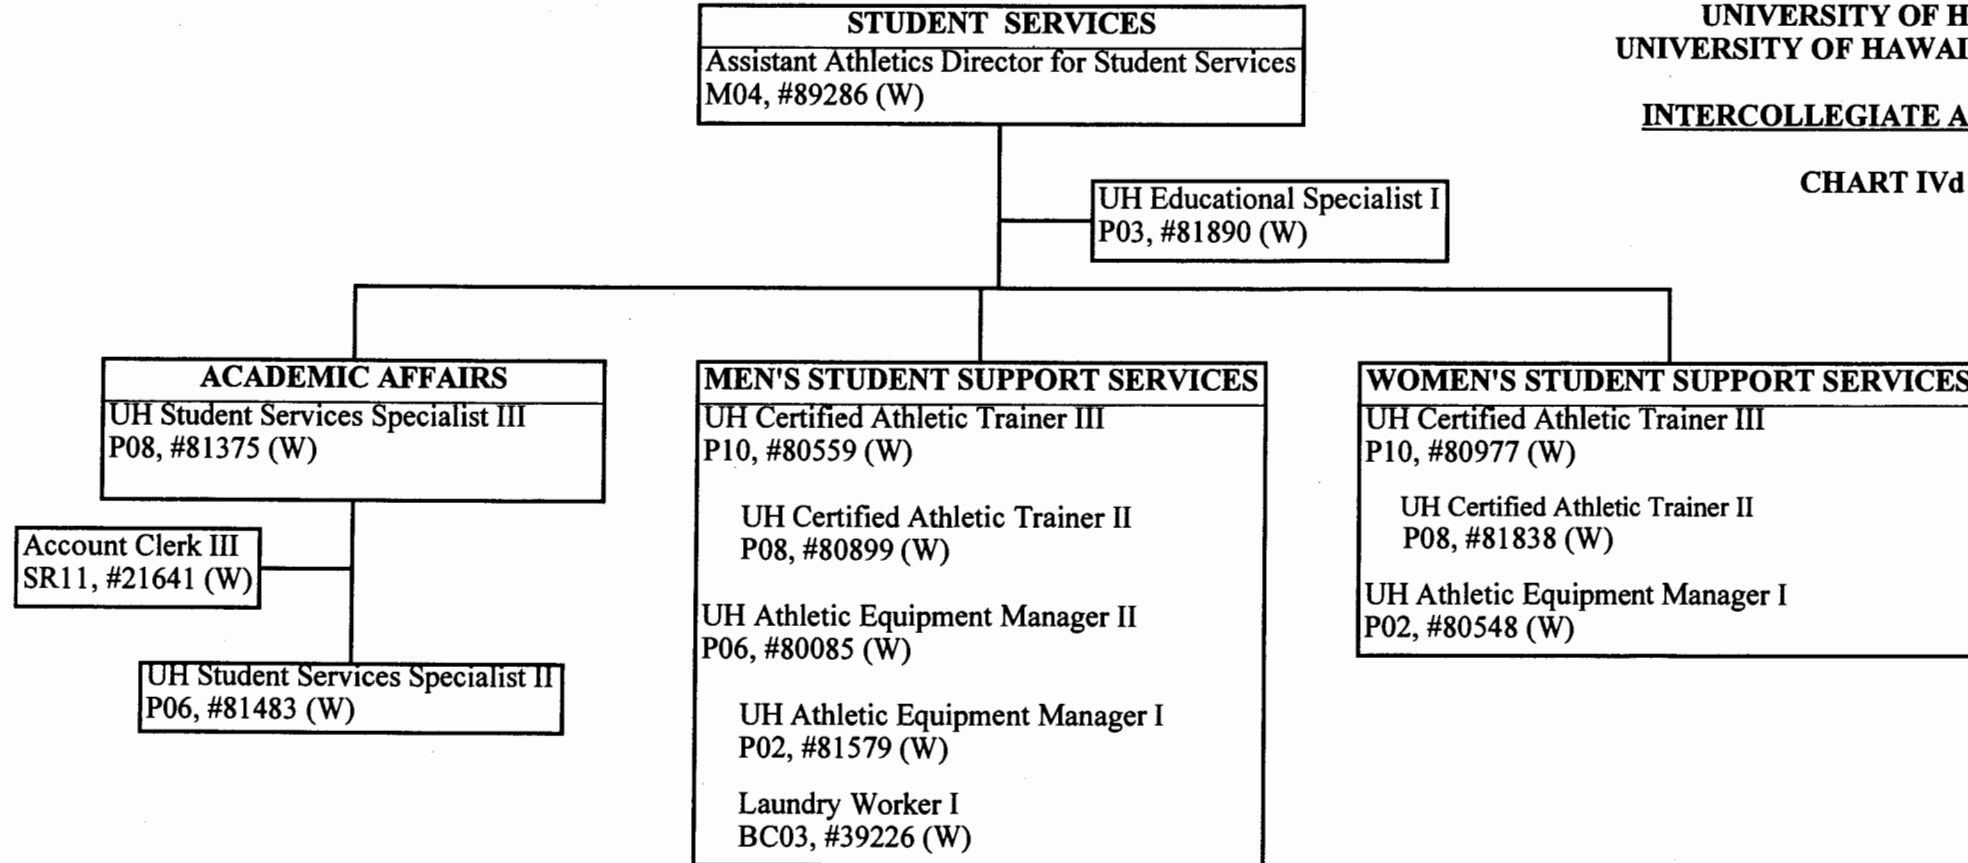 STUDENT SERVICES
Assistant Athletics Director for Student Services
M04, #89286 (W)
UNIVERSITY OF
UNIVERSITY OF
INTERCOLLEGIATE
CHART IVd
UH Educational Specialist I
P03, #81890 (W)
ACADEMIC AFFAIRS
UH Student Services Specialist III
P08, #81375 (W)
Account Clerk III
SR11, #21641 (W)
UH Student Services Specialist II
P06, #81483 (W)
MEN'S STUDENT SUPPORT SERVICES
UH Certified Athletic Trainer III
P10, #80559 (W)
UH Certified Athletic Trainer II
P08, #80899 (W)
UH Athletic Equipment Manager II
P06, #80085 (W)
UH Athletic Equipment Manager I
P02, #81579 (W)
Laundry Worker I
BC03, #39226 (W)
WOMEN'S STUDENT SUPPORT SERVICES
UH Certified Athletic Trainer III
P10, #80977 (W)
UH Certified Athletic Trainer II
P08, #81838 (W)
UH Athletic Equipment Manager I
P02, #80548 (W)